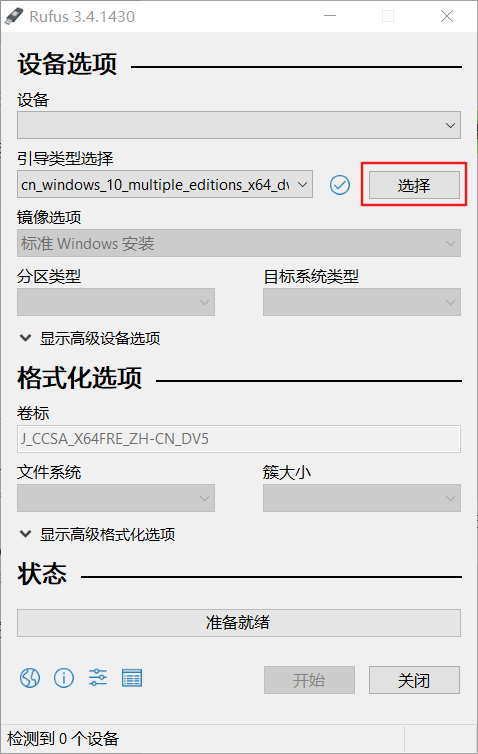 Rufus 3.4.1430
设备选项
设备
引导类型选择
cn_windows_10_multiple_editions_x64_dv
选择
镜像选项
标准 Windows 安装
分区类型 目标系统类型
显示高级设备选项
格式化选项
卷标
J_CCSA_X64FRE_ZH-CN_DV5
文件系统 簇大小
显示高级格式化选项
状态
准备就绪
开始 关闭
检测到 0 个设备